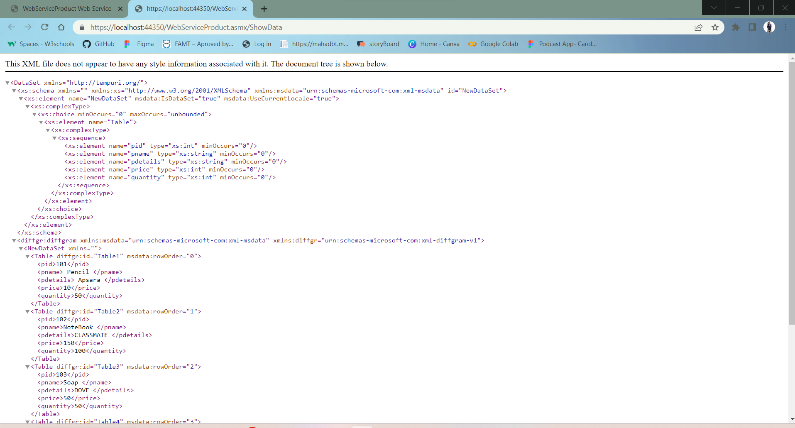 WebServiceProduct Web Service
https://localhost:44350/WebServic
https://localhost:44350/WebServiceProduct.asmx/ShowData
Spaces - W3schools
GitHub
Figma
FAMT – Aproved by...
Log in
https://mahadbt.m...
storyBoard
Home - Canva
Google Colab
Podcast App - Card...
This XML file does not appear to have any style information associated with it. The document tree is shown below.
<DataSet xmlns="http://tempuri.org/">
<xs:schema xmlns="" xmlns:xs="http://www.w3.org/2001/XMLSchema" xmlns:msdata="urn:schemas-microsoft-com:xml-msdata" id="NewDataSet">
<xs:element name="NewDataSet" msdata:IsDataSet="true" msdata:UseCurrentLocale="true">
<xs:complexType>
<xs:choice minOccurs="0" maxOccurs="unbounded">
<xs:element name="Table">
<xs:complexType>
<xs:sequence>
<xs:element name="pid" type="xs:int" minOccurs="0"/>
<xs:element name="pname" type="xs:string" minOccurs="0"/>
<xs:element name="pdetails" type="xs:string" minOccurs="0"/>
<xs:element name="price" type="xs:int" minOccurs="0"/>
<xs:element name="quantity" type="xs:int" minOccurs="0"/>
</xs:sequence>
</xs:complexType>
</xs:element>
</xs:choice>
</xs:complexType>
</xs:element>
</xs:schema>
<diffgr:diffgram xmlns:msdata="urn:schemas-microsoft-com:xml-msdata" xmlns:diffgr="urn:schemas-microsoft-com:xml-diffgram-v1">
<NewDataSet xmlns="">
<Table diffgr:id="Table1" msdata:rowOrder="0">
<pid>101</pid>
<pname> Pencil </pname>
<pdetails> Apsara </pdetails>
<price>10</price>
<quantity>50</quantity>
</Table>
<Table diffgr:id="Table2" msdata:rowOrder="1">
<pid>102</pid>
<pname>NoteBook </pname>
<pdetails>CLASSMATE </pdetails>
<price>150</price>
<quantity>100</quantity>
</Table>
<Table diffgr:id="Table3" msdata:rowOrder="2">
<pid>103</pid>
<pname>Soap </pname>
<pdetails>DOVE </pdetails>
<price>50</price>
<quantity>50</quantity>
</Table>
<Table diffgr:id="Table4" msdata:rowOrder="3">